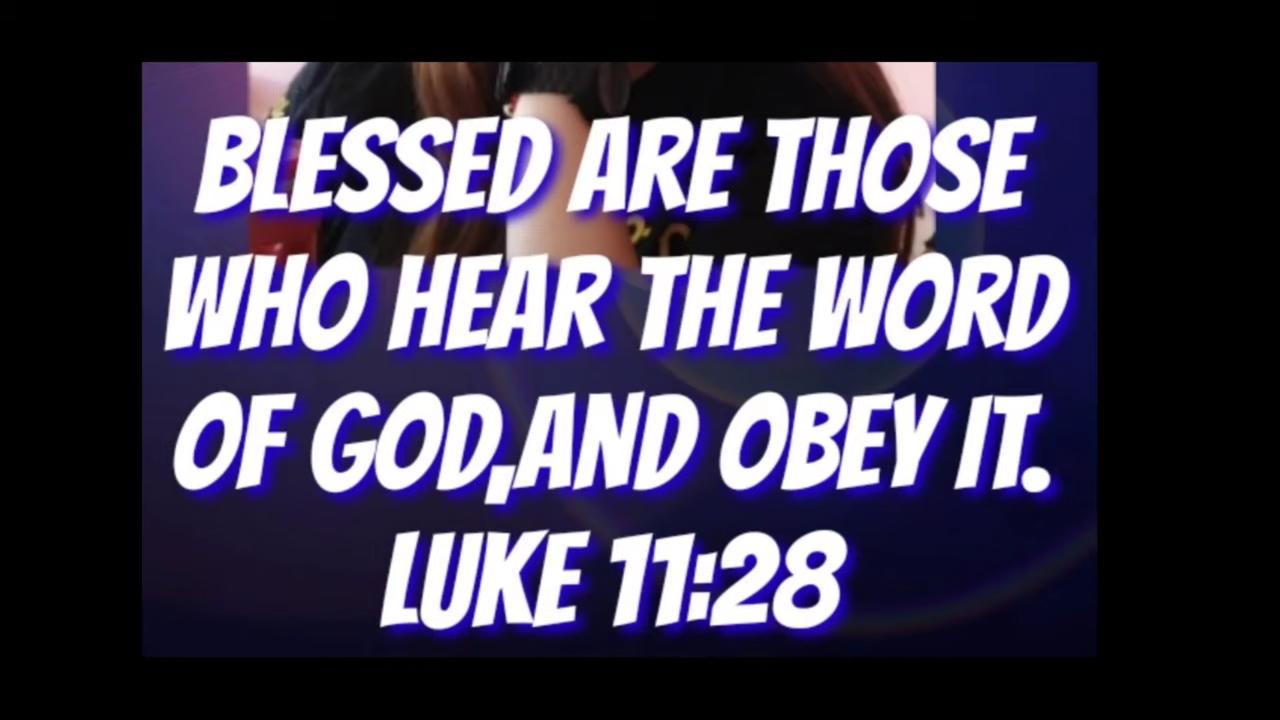 BLESSED ARE THOSE
WHO HEAR THE WORD
OF GOD,AND OBEY IT.
LUKE 11:28